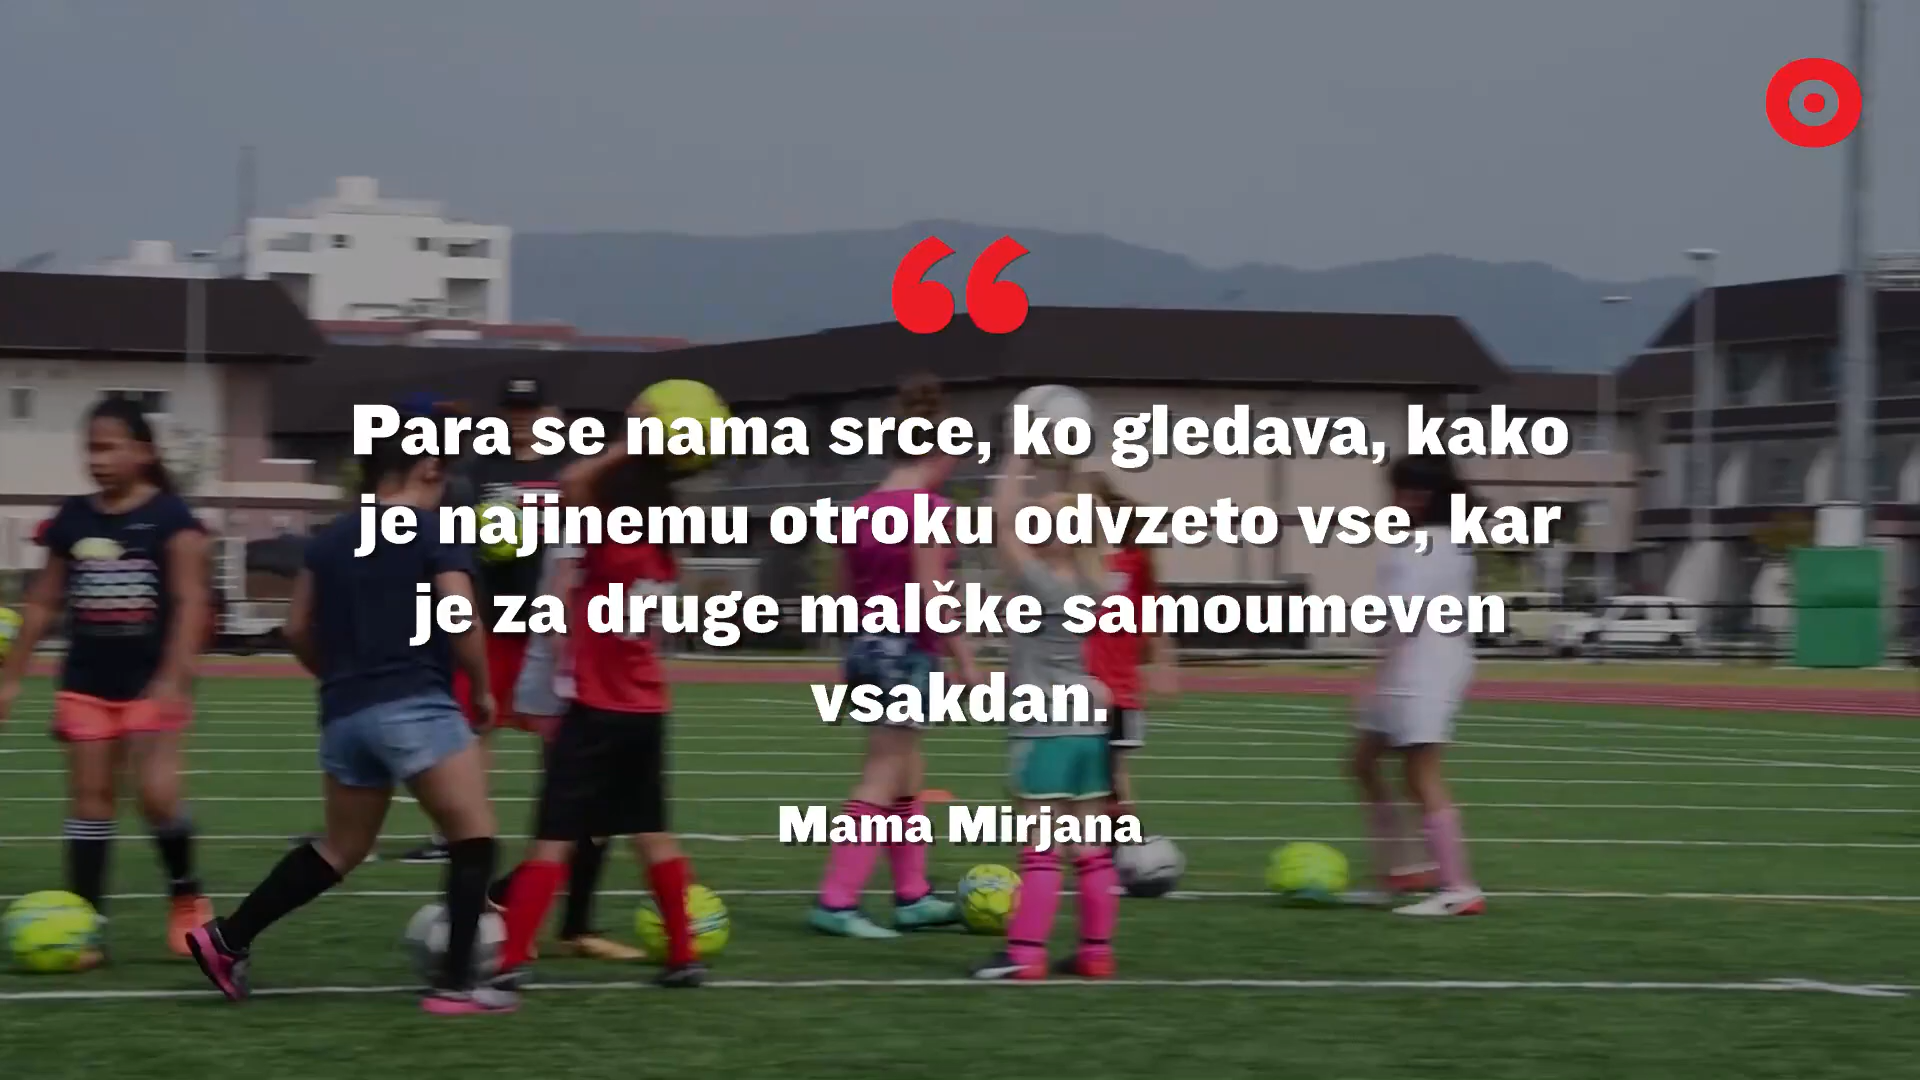 Para se nama srce, ko gledava, kako
je najinemu otroku odvzeto vse, kar
je za druge malčke samoumeven
vsakdan.
Mama Mirjana